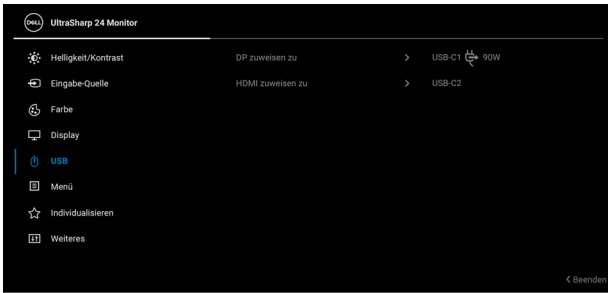 DELL UltraSharp 24 Monitor
Helligkeit/Kontrast DP zuweisen zu > USB-C1 90W
Eingabe-Quelle HDMI zuweisen zu > USB-C2
Farbe
Display
USB
Menü
Individualisieren
Weiteres
< Beenden